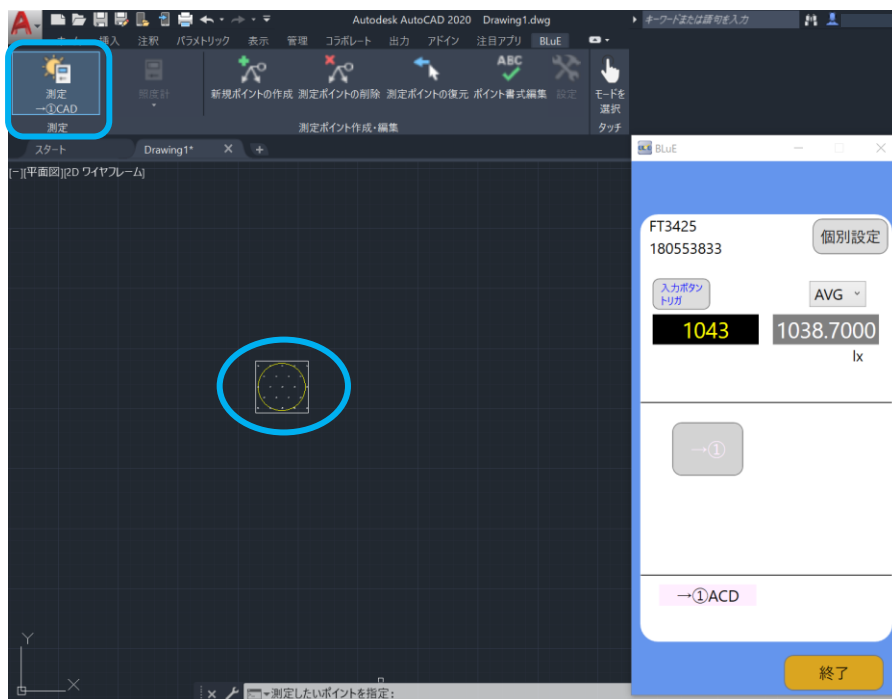 Autodesk AutoCAD 2020 Drawing1.dwg
キーワードまたは語句を入力
挿入 注釈 パラメトリック 表示 管理 コラボレート 出力 アドイン 注目アプリ BLuE
測定
→①CAD
照度計
新規ポイントの作成 測定ポイントの削除 測定ポイントの復元 ポイント書式編集 設定
ABC
モードを
選択
測定
測定ポイント作成・編集
タッチ
スタート
Drawing1* × +
[−][平面図][2D ワイヤフレーム]
BLuE
FT3425
180553833
個別設定
入力ボタン
トリガ
AVG
1043
1038.7000
lx
→①
→①ACD
終了
Y
X
測定したいポイントを指定: